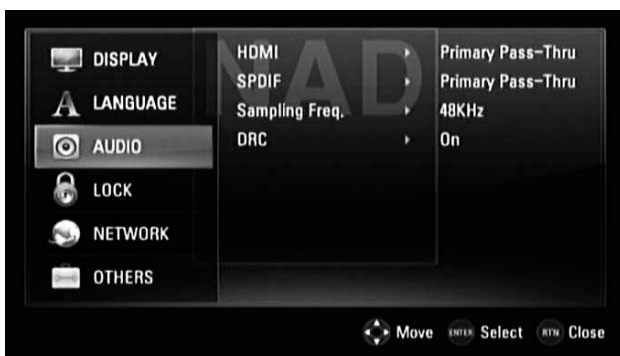 NAD
DISPLAY
LANGUAGE
AUDIO
LOCK
NETWORK
OTHERS
HDMI Primary Pass-Thru
SPDIF Primary Pass-Thru
Sampling Freq. 48KHz
DRC On
Move ENTER Select RTN Close